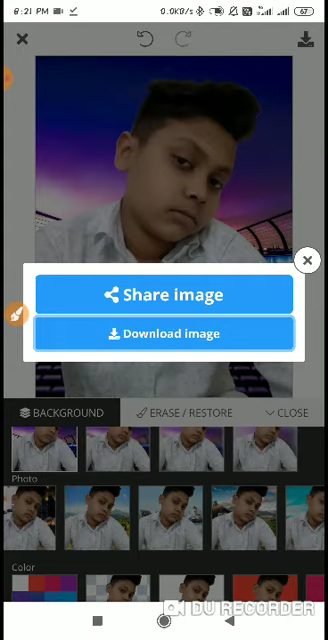 8:21 PM
0.0KB/s
67
Share image
Download image
BACKGROUND
ERASE / RESTORE
CLOSE
Photo
Color
DU RECORDER